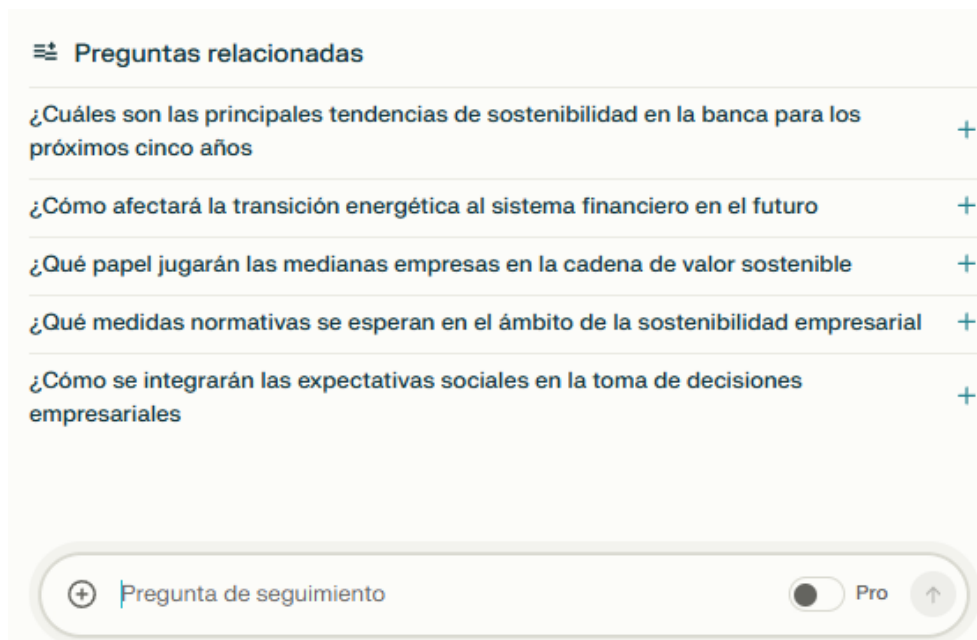 Preguntas relacionadas
¿Cuáles son las principales tendencias de sostenibilidad en la banca para los
próximos cinco años
¿Cómo afectará la transición energética al sistema financiero en el futuro
¿Qué papel jugarán las medianas empresas en la cadena de valor sostenible
¿Qué medidas normativas se esperan en el ámbito de la sostenibilidad empresarial
¿Cómo se integrarán las expectativas sociales en la toma de decisiones
empresariales
Pregunta de seguimiento Pro